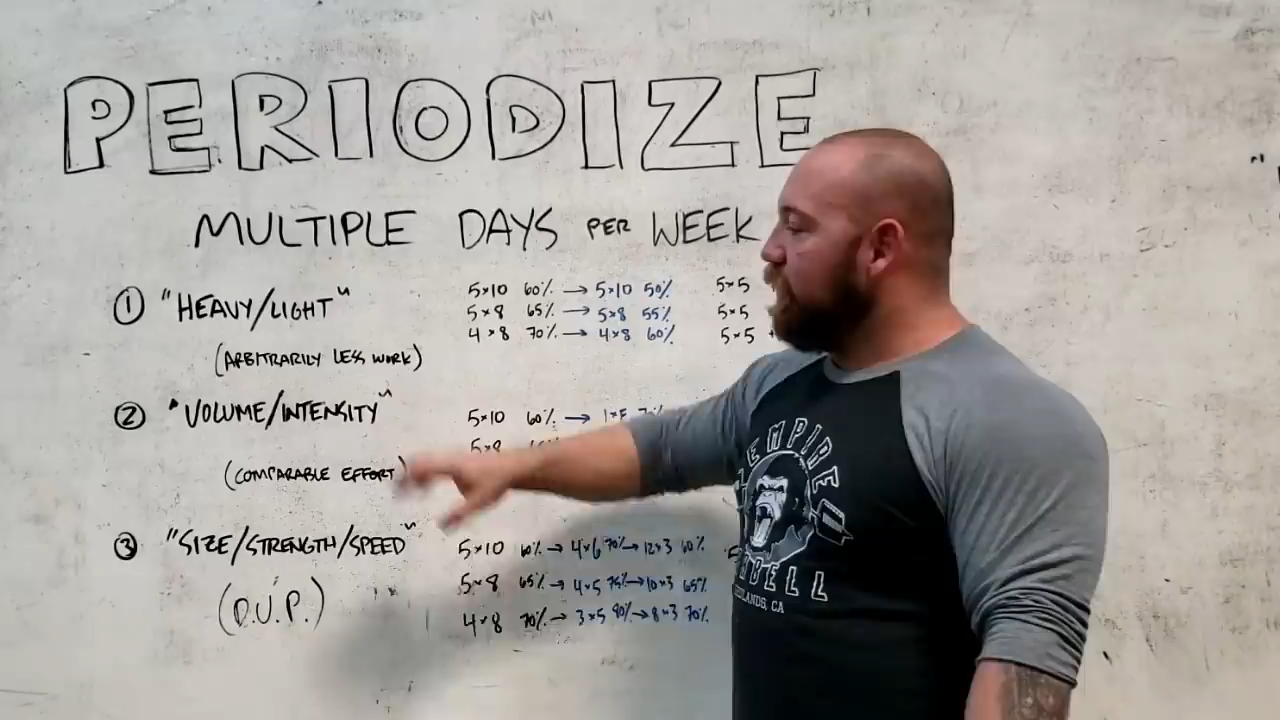 PERIODIZE
MULTIPLE DAYS PER WEEK
① "HEAVY/LIGHT"
(ARBITRARILY LESS WORK)
5×10 60% → 5×10 50%
5×8 65% → 5×8 55%
4×8 70% → 4×8 60%
5×5
5×5
5×5
② "VOLUME/INTENSITY"
(COMPARABLE EFFORT)
5×10 60% →
5×8
③ "SIZE/STRENGTH/SPEED"
(D.U.P.)
5×10 60% → 4×6 70% → 12×3 60%
5×8 65% → 4×5 75% → 10×3 65%
4×8 70% → 3×5 80% → 8×3 70%
EMPIRE